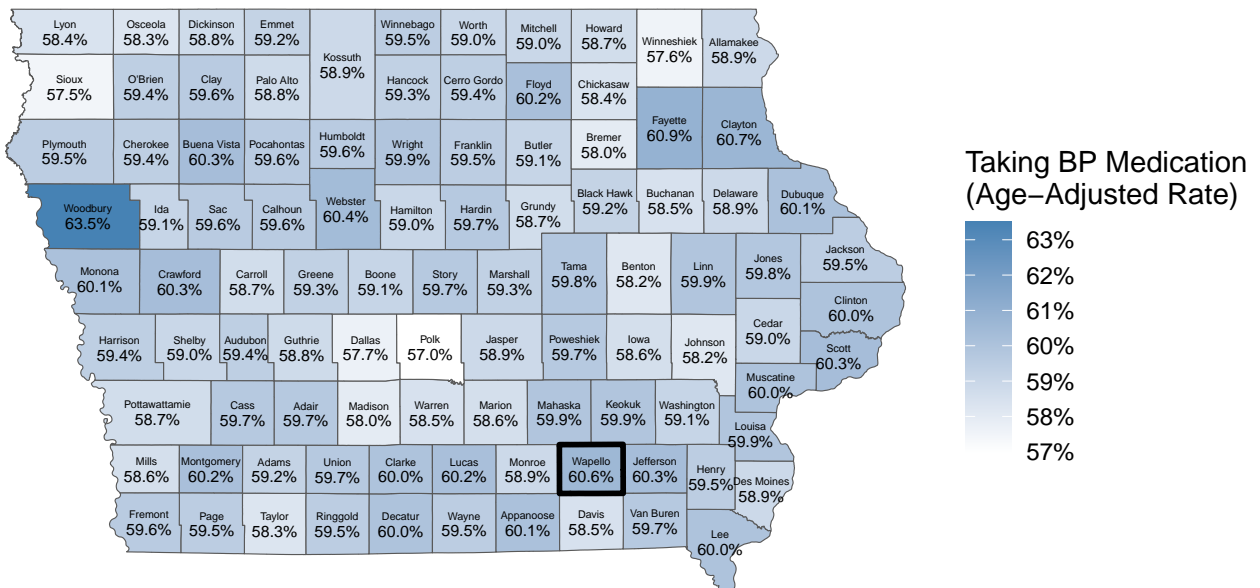 Lyon
58.4%
Osceola
58.3%
Dickinson
58.8%
Emmet
59.2%
Kossuth
58.9%
Winnebago
59.5%
Worth
59.0%
Mitchell
59.0%
Howard
58.7%
Winneshiek
57.6%
Allamakee
58.9%
Sioux
57.5%
O'Brien
59.4%
Clay
59.6%
Palo Alto
58.8%
Hancock
59.3%
Cerro Gordo
59.4%
Floyd
60.2%
Chickasaw
58.4%
Plymouth
59.5%
Cherokee
59.4%
Buena Vista
60.3%
Pocahontas
59.6%
Humboldt
59.6%
Wright
59.9%
Franklin
59.5%
Butler
59.1%
Bremer
58.0%
Fayette
60.9%
Clayton
60.7%
Woodbury
63.5%
Ida
59.1%
Sac
59.6%
Calhoun
59.6%
Webster
60.4%
Hamilton
59.0%
Hardin
59.7%
Grundy
58.7%
Black Hawk
59.2%
Buchanan
58.5%
Delaware
58.9%
Dubuque
60.1%
Monona
60.1%
Crawford
60.3%
Carroll
58.7%
Greene
59.3%
Boone
59.1%
Story
59.7%
Marshall
59.3%
Tama
59.8%
Benton
58.2%
Linn
59.9%
Jones
59.8%
Jackson
59.5%
Clinton
60.0%
Harrison
59.4%
Shelby
59.0%
Audubon
59.4%
Guthrie
58.8%
Dallas
57.7%
Polk
57.0%
Jasper
58.9%
Poweshiek
59.7%
Iowa
58.6%
Johnson
58.2%
Cedar
59.0%
Scott
60.3%
Muscatine
60.0%
Pottawattamie
58.7%
Cass
59.7%
Adair
59.7%
Madison
58.0%
Warren
58.5%
Marion
58.6%
Mahaska
59.9%
Keokuk
59.9%
Washington
59.1%
Louisa
59.9%
Mills
58.6%
Montgomery
60.2%
Adams
59.2%
Union
59.7%
Clarke
60.0%
Lucas
60.2%
Monroe
58.9%
Wapello
60.6%
Jefferson
60.3%
Henry
59.5%
Des Moines
58.9%
Fremont
59.6%
Page
59.5%
Taylor
58.3%
Ringgold
59.5%
Decatur
60.0%
Wayne
59.5%
Appanoose
60.1%
Davis
58.5%
Van Buren
59.7%
Lee
60.0%
Taking BP Medication
(Age−Adjusted Rate)
63%
62%
61%
60%
59%
58%
57%